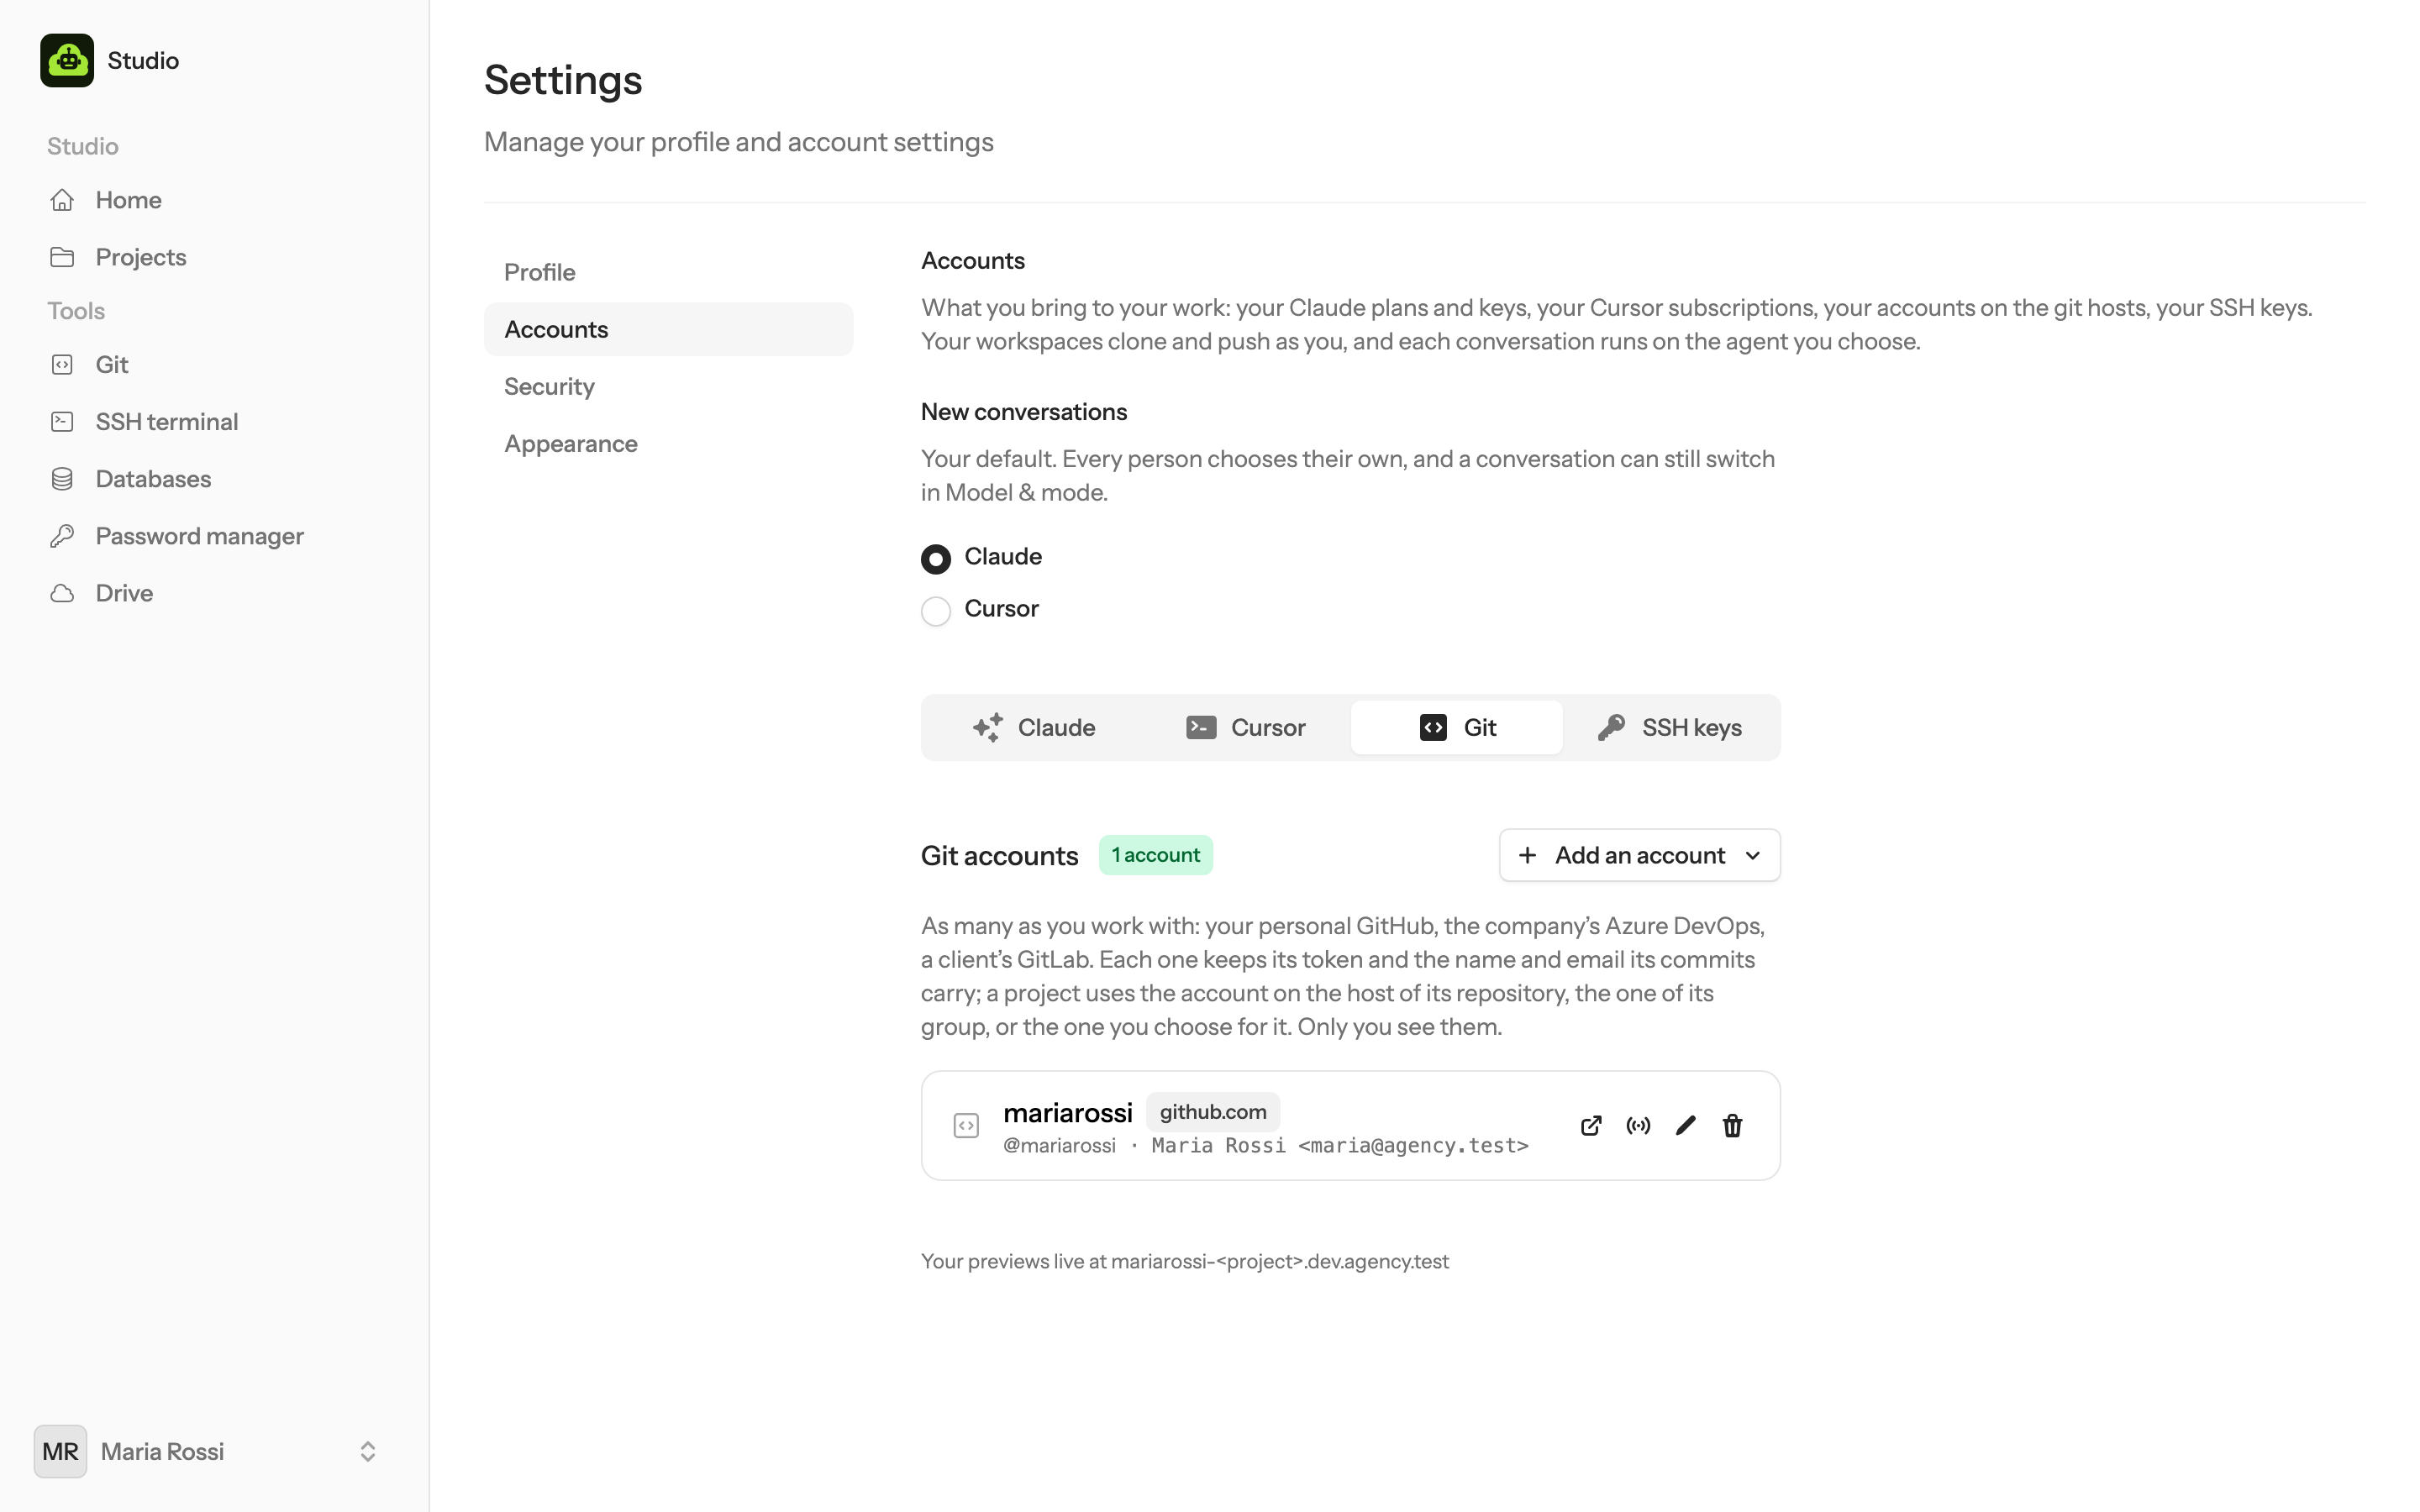 Studio
Studio
Home
Projects
Tools
Git
SSH terminal
Databases
Password manager
Drive
MR
Maria Rossi
Settings
Manage your profile and account settings
Profile
Accounts
Security
Appearance
Accounts
What you bring to your work: your Claude plans and keys, your Cursor subscriptions, your accounts on the git hosts, your SSH keys.
Your workspaces clone and push as you, and each conversation runs on the agent you choose.
New conversations
Your default. Every person chooses their own, and a conversation can still switch
in Model & mode.
Claude
Cursor
Claude
Cursor
Git
SSH keys
Git accounts
1 account
Add an account
As many as you work with: your personal GitHub, the company’s Azure DevOps,
a client’s GitLab. Each one keeps its token and the name and email its commits
carry; a project uses the account on the host of its repository, the one of its
group, or the one you choose for it. Only you see them.
mariarossi
github.com
@mariarossi · Maria Rossi <maria@agency.test>
Your previews live at mariarossi-<project>.dev.agency.test